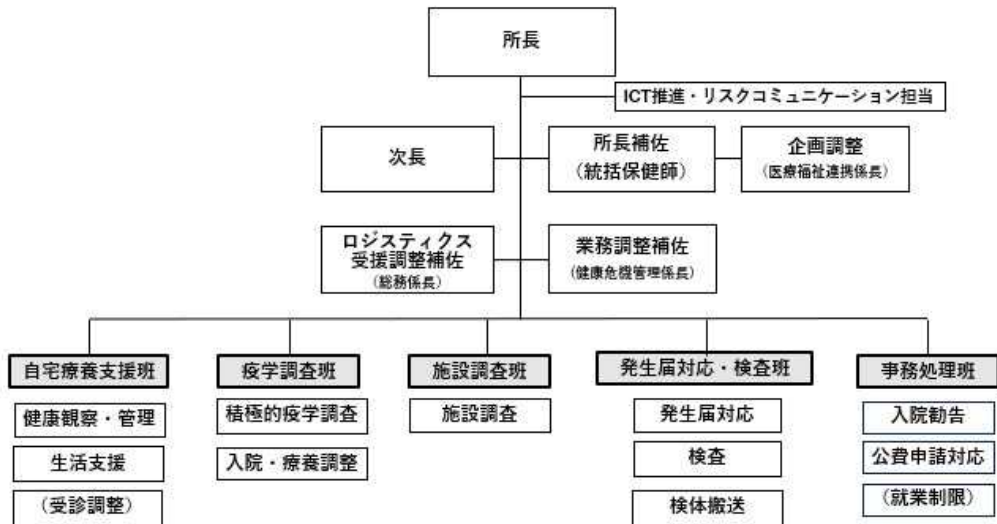 所長
ICT推進・リスクコミュニケーション担当
次長
所長補佐
(統括保健師)
企画調整
(医療福祉連携係長)
ロジスティクス
受援調整補佐
(総務係長)
業務調整補佐
(健康危機管理係長)
自宅療養支援班
疫学調査班
施設調査班
発生届対応・検査班
事務処理班
健康観察・管理
積極的疫学調査
施設調査
発生届対応
入院勧告
生活支援
入院・療養調整
検査
公費申請対応
(受診調整)
検体搬送
(就業制限)